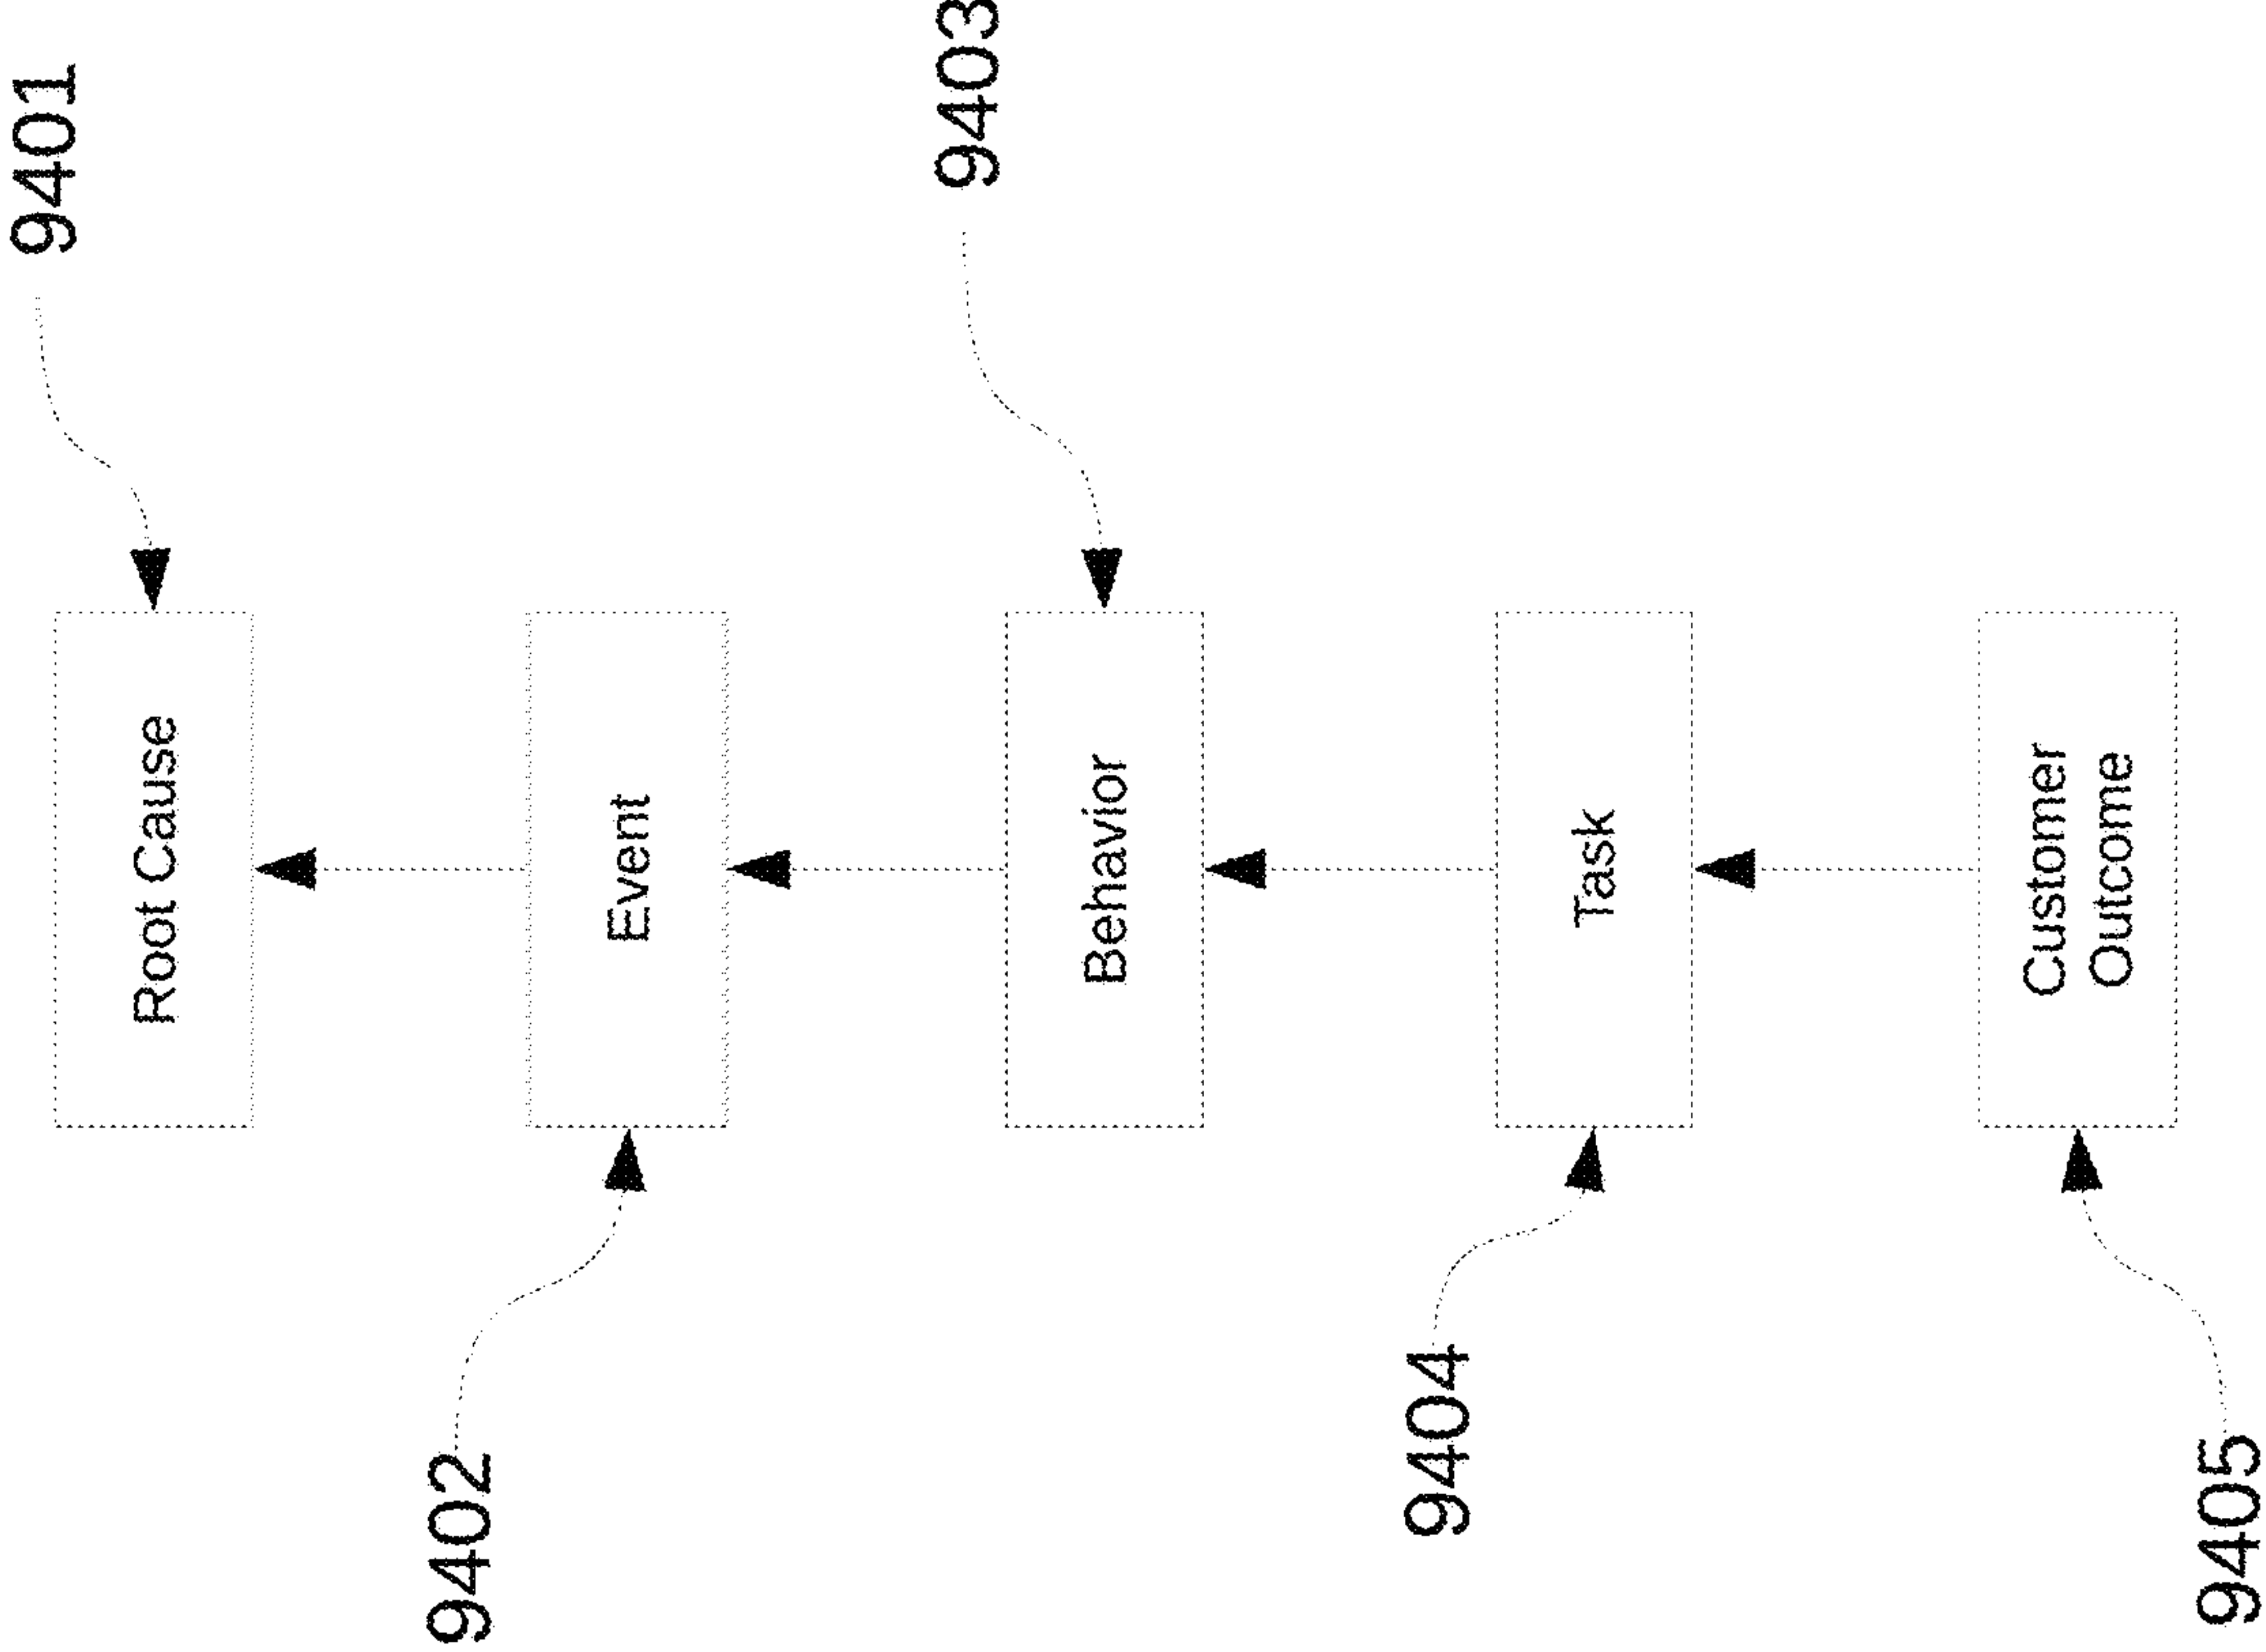 9401
Root Cause
9402
Event
9403
Behavior
9404
Task
9405
Customer
Outcome